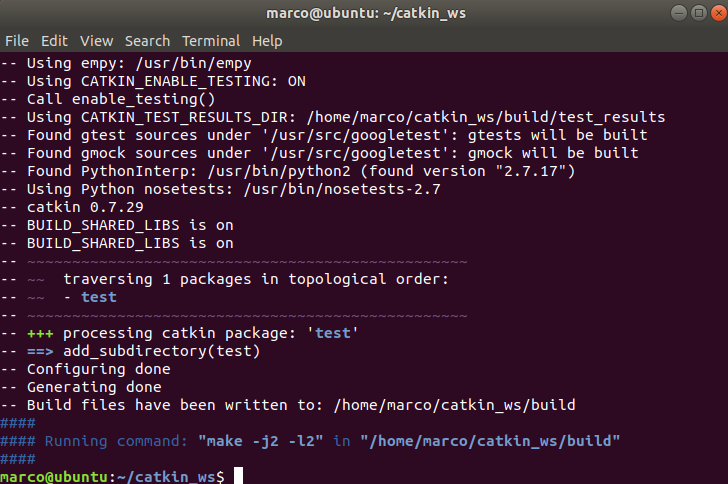 marco@ubuntu: ~/catkin_ws
File Edit View Search Terminal Help
-- Using empy: /usr/bin/empy
-- Using CATKIN_ENABLE_TESTING: ON
-- Call enable_testing()
-- Using CATKIN_TEST_RESULTS_DIR: /home/marco/catkin_ws/build/test_results
-- Found gtest sources under '/usr/src/googletest': gtests will be built
-- Found gmock sources under '/usr/src/googletest': gmock will be built
-- Found PythonInterp: /usr/bin/python2 (found version "2.7.17")
-- Using Python nosetests: /usr/bin/nosetests-2.7
-- catkin 0.7.29
-- BUILD_SHARED_LIBS is on
-- BUILD_SHARED_LIBS is on
-- ~~~~~~~~~~~~~~~~~~~~~~~~~~~~~~~~~~~~~~~~~~~~~~~~~
-- ~~  traversing 1 packages in topological order:
-- ~~  - test
-- ~~~~~~~~~~~~~~~~~~~~~~~~~~~~~~~~~~~~~~~~~~~~~~~~~
-- +++ processing catkin package: 'test'
-- ==> add_subdirectory(test)
-- Configuring done
-- Generating done
-- Build files have been written to: /home/marco/catkin_ws/build
####
#### Running command: "make -j2 -l2" in "/home/marco/catkin_ws/build"
####
marco@ubuntu:~/catkin_ws$